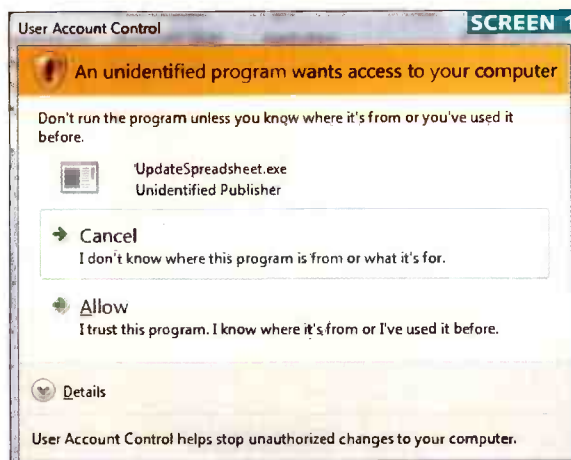 SCREEN 1
User Account Control
An unidentified program wants access to your computer
Don't run the program unless you know where it's from or you've used it
before.
UpdateSpreadsheet.exe
Unidentified Publisher
Cancel
I don't know where this program is from or what it's for.
Allow
I trust this program. I know where it's from or I've used it before.
Details
User Account Control helps stop unauthorized changes to your computer.